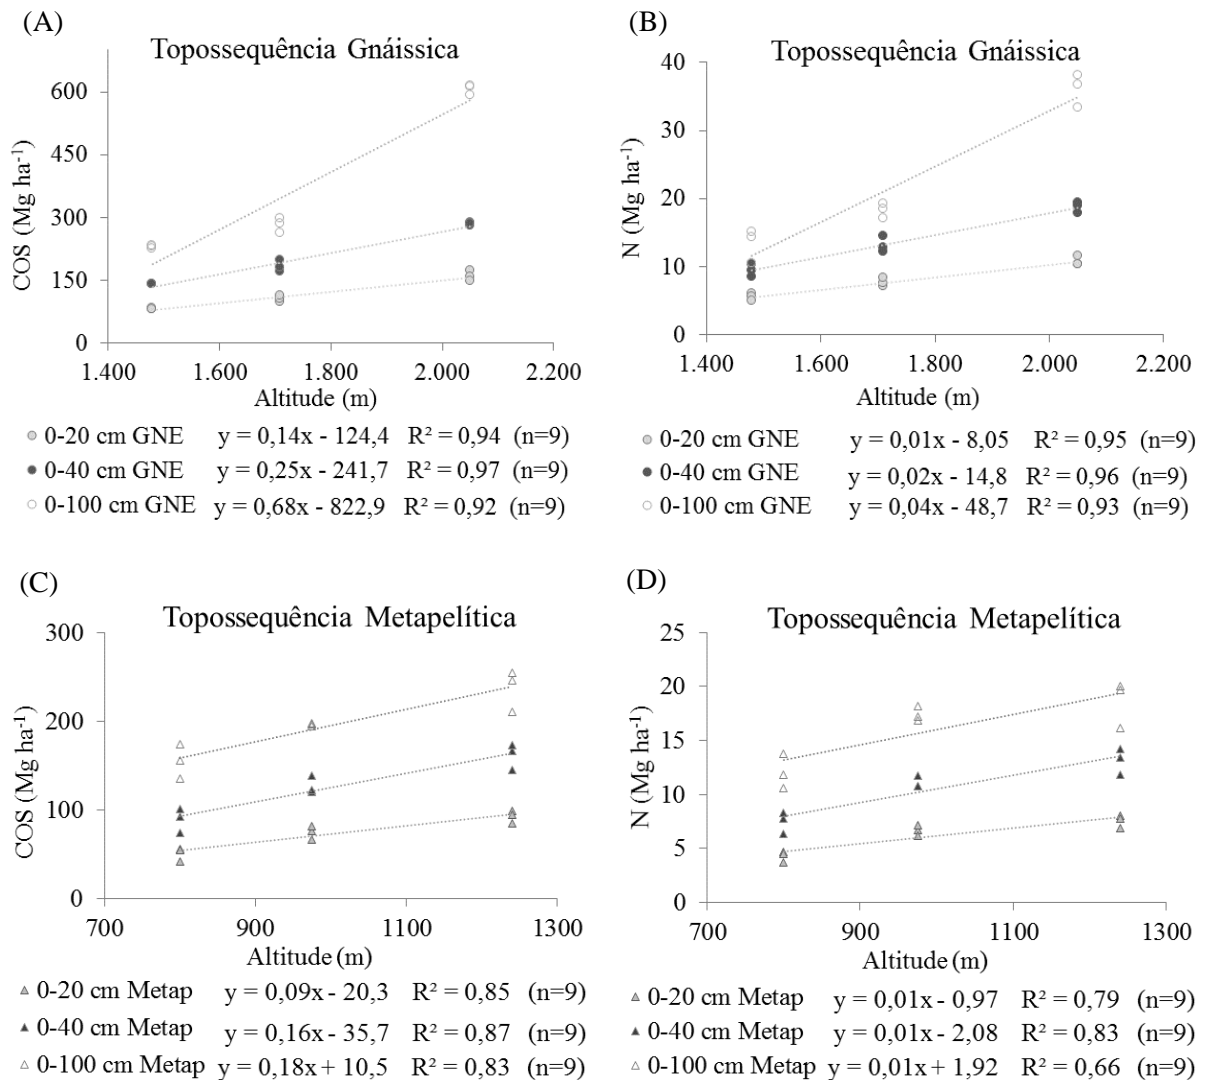 (A)
Topossequência Gnáissica
COS (Mg ha⁻¹)
600
450
300
150
0
1.400 1.600 1.800 2.000 2.200
Altitude (m)
0-20 cm GNE y = 0,14x - 124,4 R² = 0,94 (n=9)
0-40 cm GNE y = 0,25x - 241,7 R² = 0,97 (n=9)
0-100 cm GNE y = 0,68x - 822,9 R² = 0,92 (n=9)
(B)
Topossequência Gnáissica
N (Mg ha⁻¹)
40
30
20
10
0
1.400 1.600 1.800 2.000 2.200
Altitude (m)
0-20 cm GNE y = 0,01x - 8,05 R² = 0,95 (n=9)
0-40 cm GNE y = 0,02x - 14,8 R² = 0,96 (n=9)
0-100 cm GNE y = 0,04x - 48,7 R² = 0,93 (n=9)
(C)
Topossequência Metapelítica
COS (Mg ha⁻¹)
300
200
100
0
700 900 1100 1300
Altitude (m)
0-20 cm Metap y = 0,09x - 20,3 R² = 0,85 (n=9)
0-40 cm Metap y = 0,16x - 35,7 R² = 0,87 (n=9)
0-100 cm Metap y = 0,18x + 10,5 R² = 0,83 (n=9)
(D)
Topossequência Metapelítica
N (Mg ha⁻¹)
25
20
15
10
5
0
700 900 1100 1300
Altitude (m)
0-20 cm Metap y = 0,01x - 0,97 R² = 0,79 (n=9)
0-40 cm Metap y = 0,01x - 2,08 R² = 0,83 (n=9)
0-100 cm Metap y = 0,01x + 1,92 R² = 0,66 (n=9)